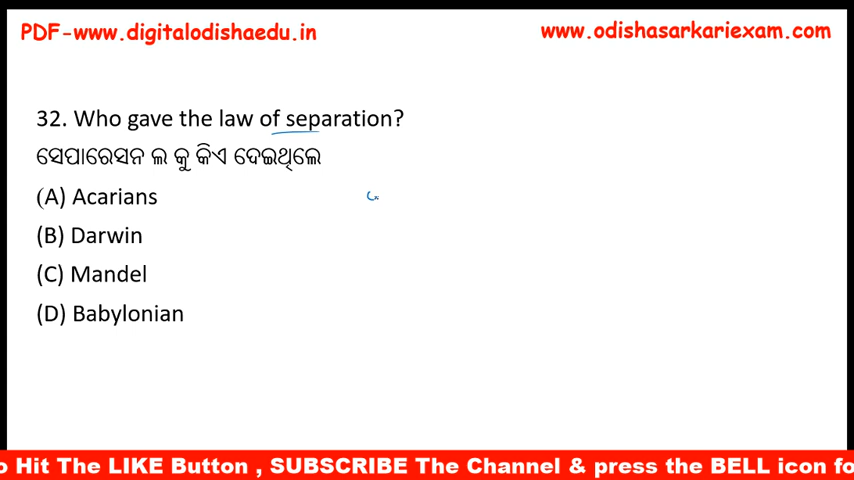 PDF-www.digitalodishaedu.in
www.odishasarkariexam.com
32. Who gave the law of separation?
ସେପାରେସନ ଲ କୁ କିଏ ଦେଇଥିଲେ
(A) Acarians
(B) Darwin
(C) Mandel
(D) Babylonian
o Hit The LIKE Button , SUBSCRIBE The Channel & press the BELL icon fo